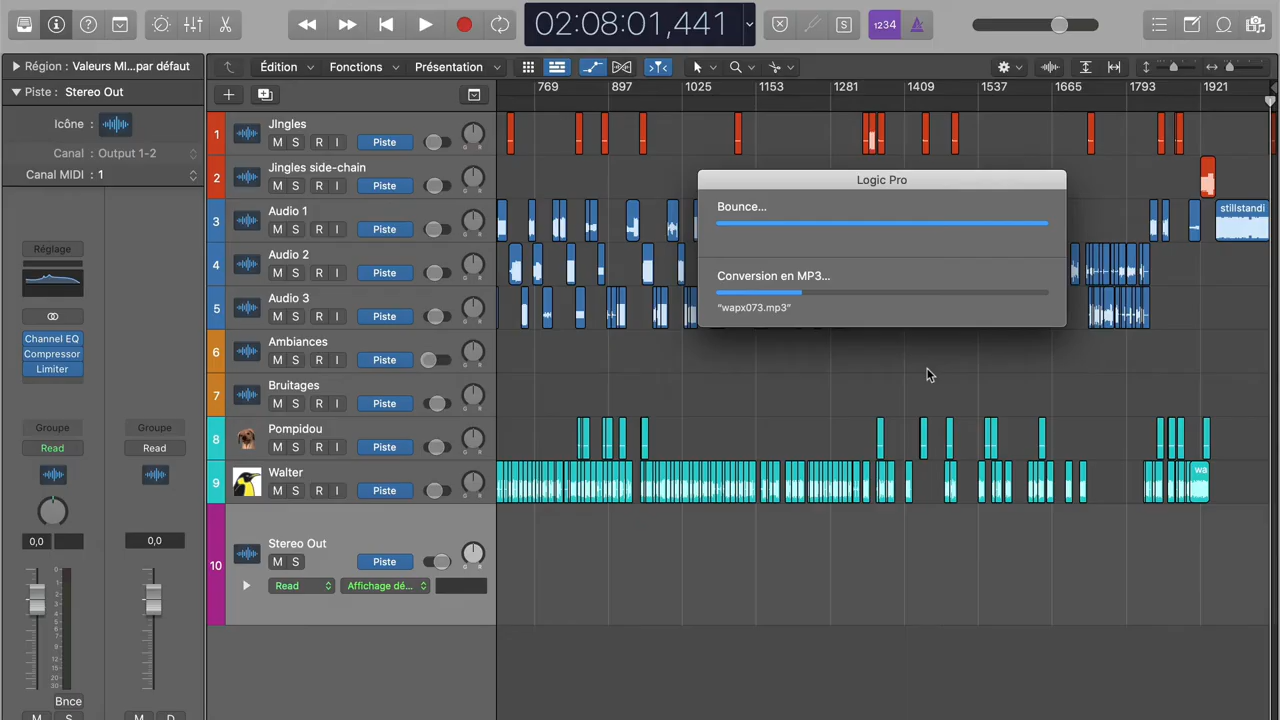 02:08:01,441
1234
Région : Valeurs MI...par défaut
Édition
Fonctions
Présentation
Piste : Stereo Out
769 897 1025 1153 1281 1409 1537 1665 1793 1921
Icône :
Canal : Output 1-2
Canal MIDI : 1
Réglage
Channel EQ
Compressor
Limiter
Groupe Groupe
Read Read
0,0 0,0
Bnce
M S M D
1 JIngles
M S R I Piste
2 Jingles side-chain
M S R I Piste
3 Audio 1
M S R I Piste
4 Audio 2
M S R I Piste
5 Audio 3
M S R I Piste
6 Ambiances
M S R I Piste
7 Bruitages
M S R I Piste
8 Pompidou
M S R I Piste
9 Walter
M S R I Piste
10 Stereo Out
M S Piste
Read Affichage dé...
stillstandi
wa
Logic Pro
Bounce...
Conversion en MP3...
"wapx073.mp3"